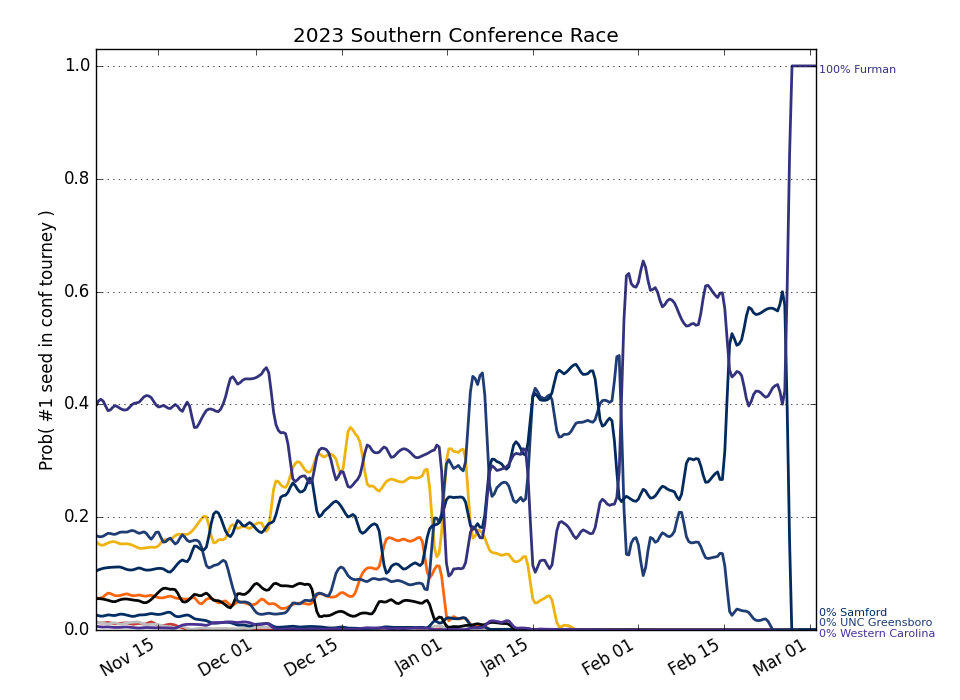 2023 Southern Conference Race
Prob( #1 seed in conf tourney )
1.0
0.8
0.6
0.4
0.2
0.0
100% Furman
0% Samford
0% UNC Greensboro
0% Western Carolina
Nov 15
Dec 01
Dec 15
Jan 01
Jan 15
Feb 01
Feb 15
Mar 01